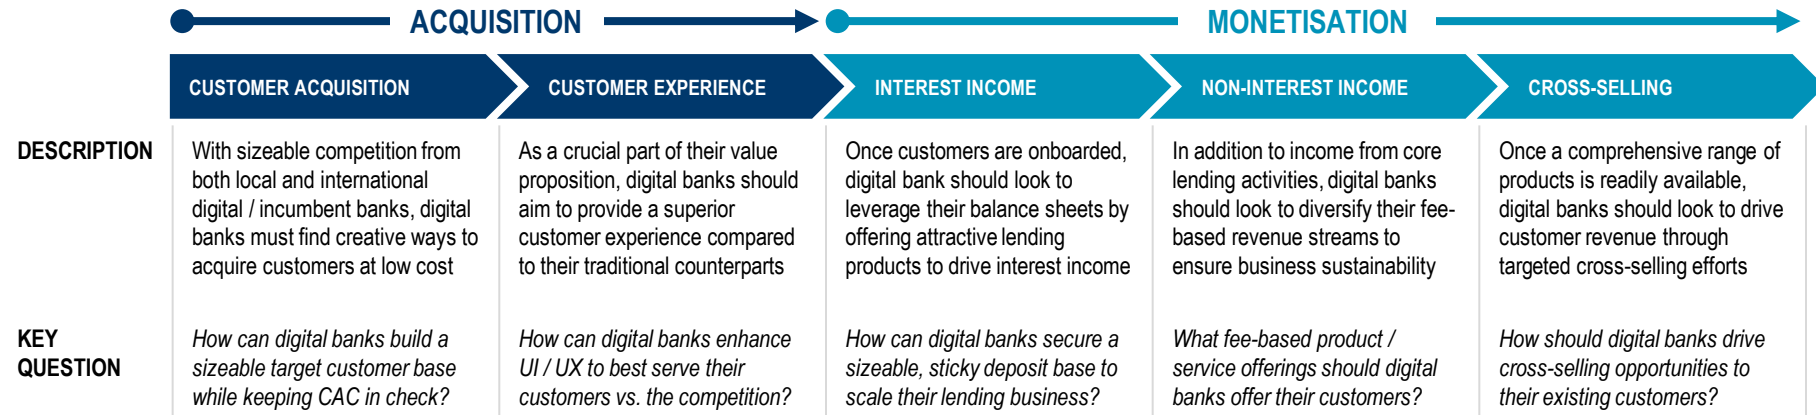 ACQUISITION
MONETISATION
CUSTOMER ACQUISITION
CUSTOMER EXPERIENCE
INTEREST INCOME
NON-INTEREST INCOME
CROSS-SELLING
DESCRIPTION
With sizeable competition from
both local and international
digital / incumbent banks, digital
banks must find creative ways to
acquire customers at low cost
As a crucial part of their value
proposition, digital banks should
aim to provide a superior
customer experience compared
to their traditional counterparts
Once customers are onboarded,
digital bank should look to
leverage their balance sheets by
offering attractive lending
products to drive interest income
In addition to income from core
lending activities, digital banks
should look to diversify their fee-
based revenue streams to
ensure business sustainability
Once a comprehensive range of
products is readily available,
digital banks should look to drive
customer revenue through
targeted cross-selling efforts
KEY
QUESTION
How can digital banks build a
sizeable target customer base
while keeping CAC in check?
How can digital banks enhance
UI / UX to best serve their
customers vs. the competition?
How can digital banks secure a
sizeable, sticky deposit base to
scale their lending business?
What fee-based product /
service offerings should digital
banks offer their customers?
How should digital banks drive
cross-selling opportunities to
their existing customers?